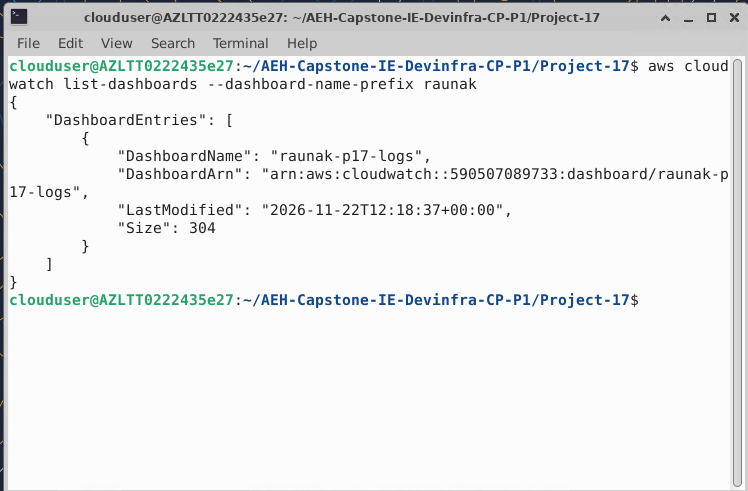 clouduser@AZLTT0222435e27: ~/AEH-Capstone-IE-Devinfra-CP-P1/Project-17
File Edit View Search Terminal Help
clouduser@AZLTT0222435e27:~/AEH-Capstone-IE-Devinfra-CP-P1/Project-17$ aws cloud
watch list-dashboards --dashboard-name-prefix raunak
{
    "DashboardEntries": [
        {
            "DashboardName": "raunak-p17-logs",
            "DashboardArn": "arn:aws:cloudwatch::590507089733:dashboard/raunak-p
17-logs",
            "LastModified": "2026-11-22T12:18:37+00:00",
            "Size": 304
        }
    ]
}
clouduser@AZLTT0222435e27:~/AEH-Capstone-IE-Devinfra-CP-P1/Project-17$